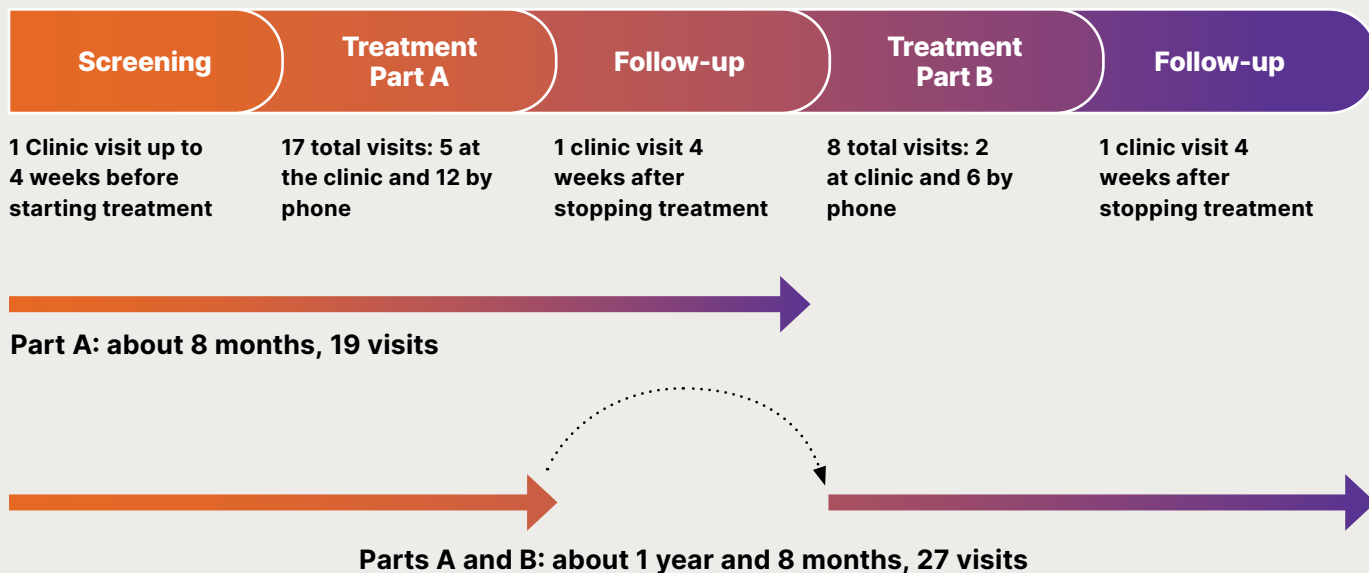 Screening
Treatment
Part A
Follow-up
Treatment
Part B
Follow-up
1 Clinic visit up to
4 weeks before
starting treatment
17 total visits: 5 at
the clinic and 12 by
phone
1 clinic visit 4
weeks after
stopping treatment
8 total visits: 2
at clinic and 6 by
phone
1 clinic visit 4
weeks after
stopping treatment
Part A: about 8 months, 19 visits
Parts A and B: about 1 year and 8 months, 27 visits